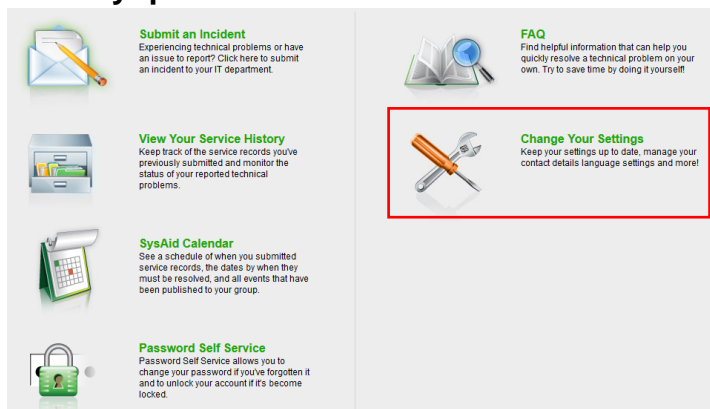 Submit an Incident
Experiencing technical problems or have
an issue to report? Click here to submit
an incident to your IT department.
View Your Service History
Keep track of the service records you've
previously submitted and monitor the
status of your reported technical
problems.
SysAid Calendar
See a schedule of when you submitted
service records, the dates by when they
must be resolved, and all events that have
been published to your group.
Password Self Service
Password Self Service allows you to
change your password if you've forgotten it
and to unlock your account if it's become
locked.
FAQ
Find helpful information that can help you
quickly resolve a technical problem on your
own. Try to save time by doing it yourself!
Change Your Settings
Keep your settings up to date, manage your
contact details language settings and more!